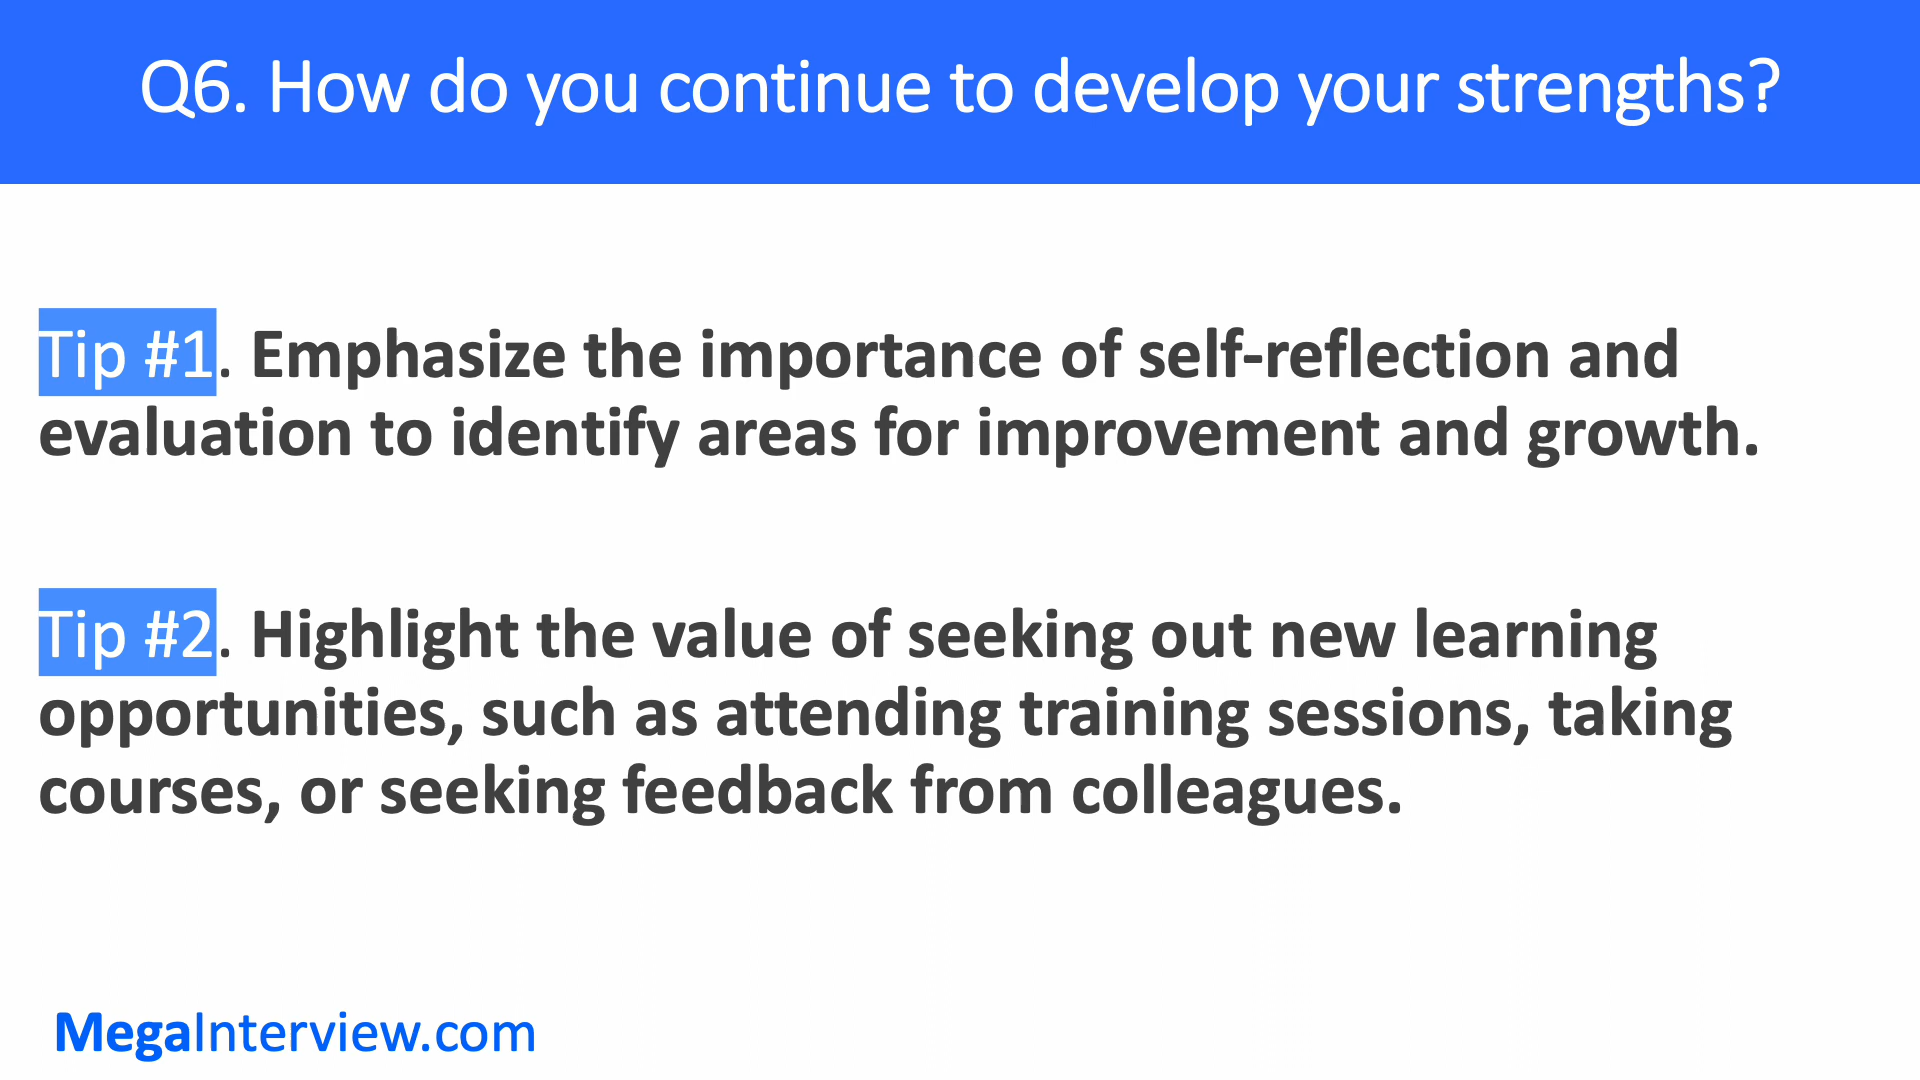 Q6. How do you continue to develop your strengths?
Tip #1. Emphasize the importance of self-reflection and
evaluation to identify areas for improvement and growth.
Tip #2. Highlight the value of seeking out new learning
opportunities, such as attending training sessions, taking
courses, or seeking feedback from colleagues.
MegaInterview.com